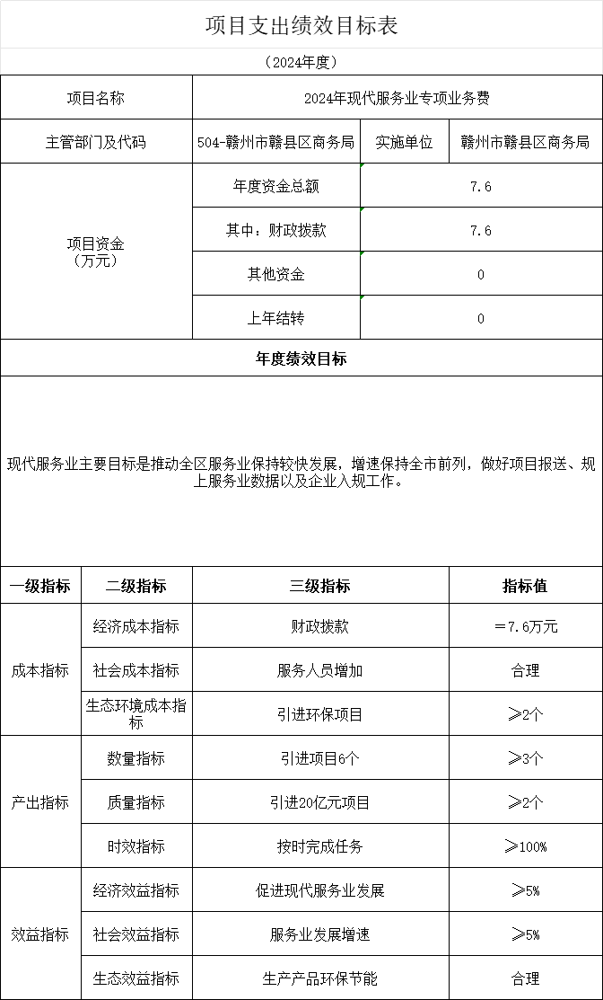 项目支出绩效目标表
（2024年度）
项目名称 2024年现代服务业专项业务费
主管部门及代码 504-赣州市赣县区商务局 实施单位 赣州市赣县区商务局
项目资金
（万元）
年度资金总额 7.6
其中: 财政拨款 7.6
其他资金 0
上年结转 0
年度绩效目标
现代服务业主要目标是推动全区服务业保持较快发展，增速保持全市前列，做好项目报送、规
上服务业数据以及企业入规工作。
一级指标 二级指标 三级指标 指标值
成本指标
经济成本指标 财政拨款 ＝7.6万元
社会成本指标 服务人员增加 合理
生态环境成本指
标
引进环保项目 ≥2个
产出指标
数量指标 引进项目6个 ≥3个
质量指标 引进20亿元项目 ≥2个
时效指标 按时完成任务 ≥100%
效益指标
经济效益指标 促进现代服务业发展 ≥5%
社会效益指标 服务业发展增速 ≥5%
生态效益指标 生产产品环保节能 合理